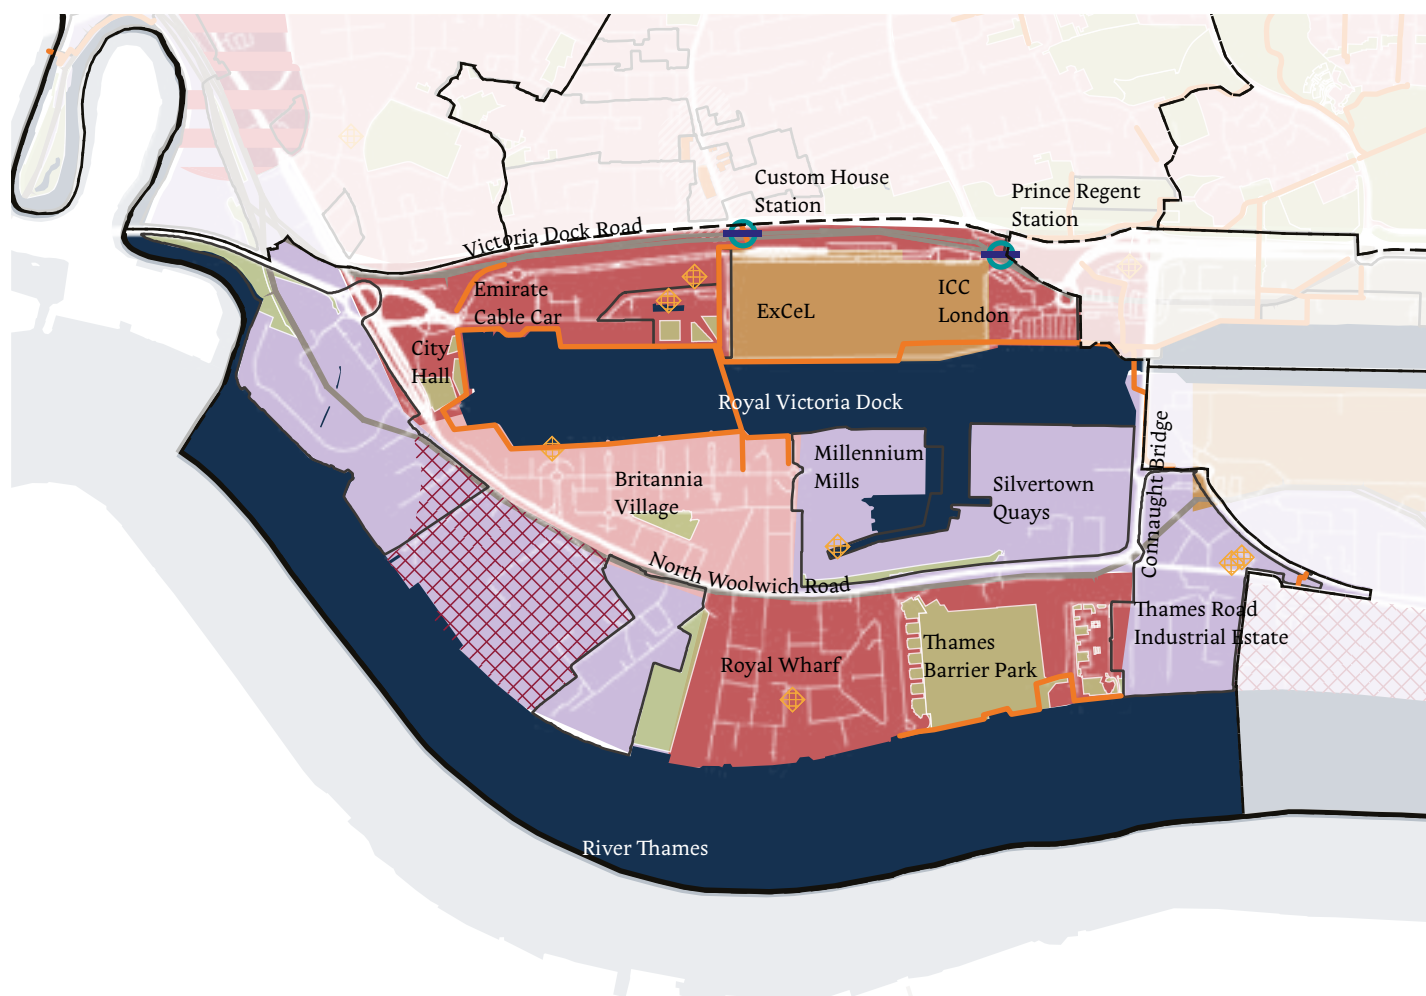 Custom House
Station
Prince Regent
Station
Victoria Dock Road
Emirate
Cable Car
ExCeL
ICC
London
City
Hall
Royal Victoria Dock
Connaught Bridge
Millennium
Mills
Silvertown
Quays
Britannia
Village
North Woolwich Road
Thames Road
Industrial Estate
Thames
Barrier Park
Royal Wharf
River Thames